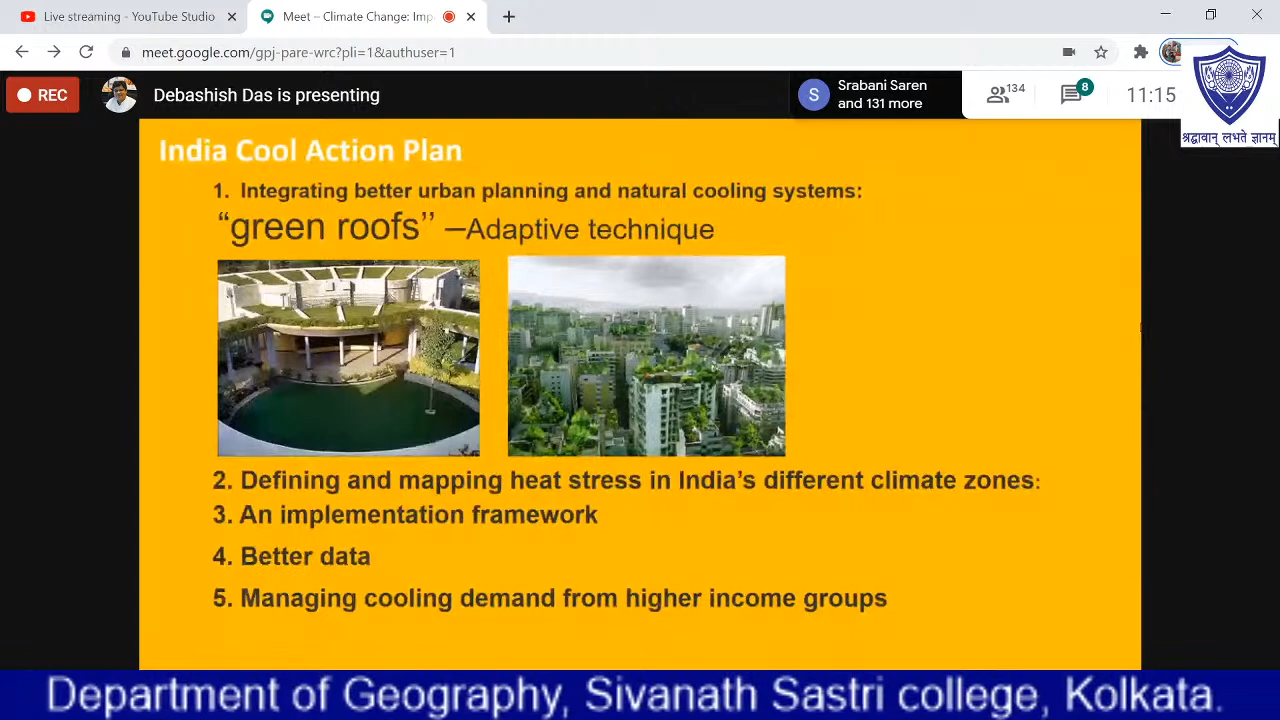 Live streaming - YouTube Studio
Meet – Climate Change: Imp
meet.google.com/gpj-pare-wrc?pli=1&authuser=1
REC
Debashish Das is presenting
S
Srabani Saren
and 131 more
134
8
11:15
श्रद्धावान् लभते ज्ञानम्
India Cool Action Plan
1. Integrating better urban planning and natural cooling systems:
“green roofs’’ –Adaptive technique
2. Defining and mapping heat stress in India’s different climate zones:
3. An implementation framework
4. Better data
5. Managing cooling demand from higher income groups
Department of Geography, Sivanath Sastri college, Kolkata.